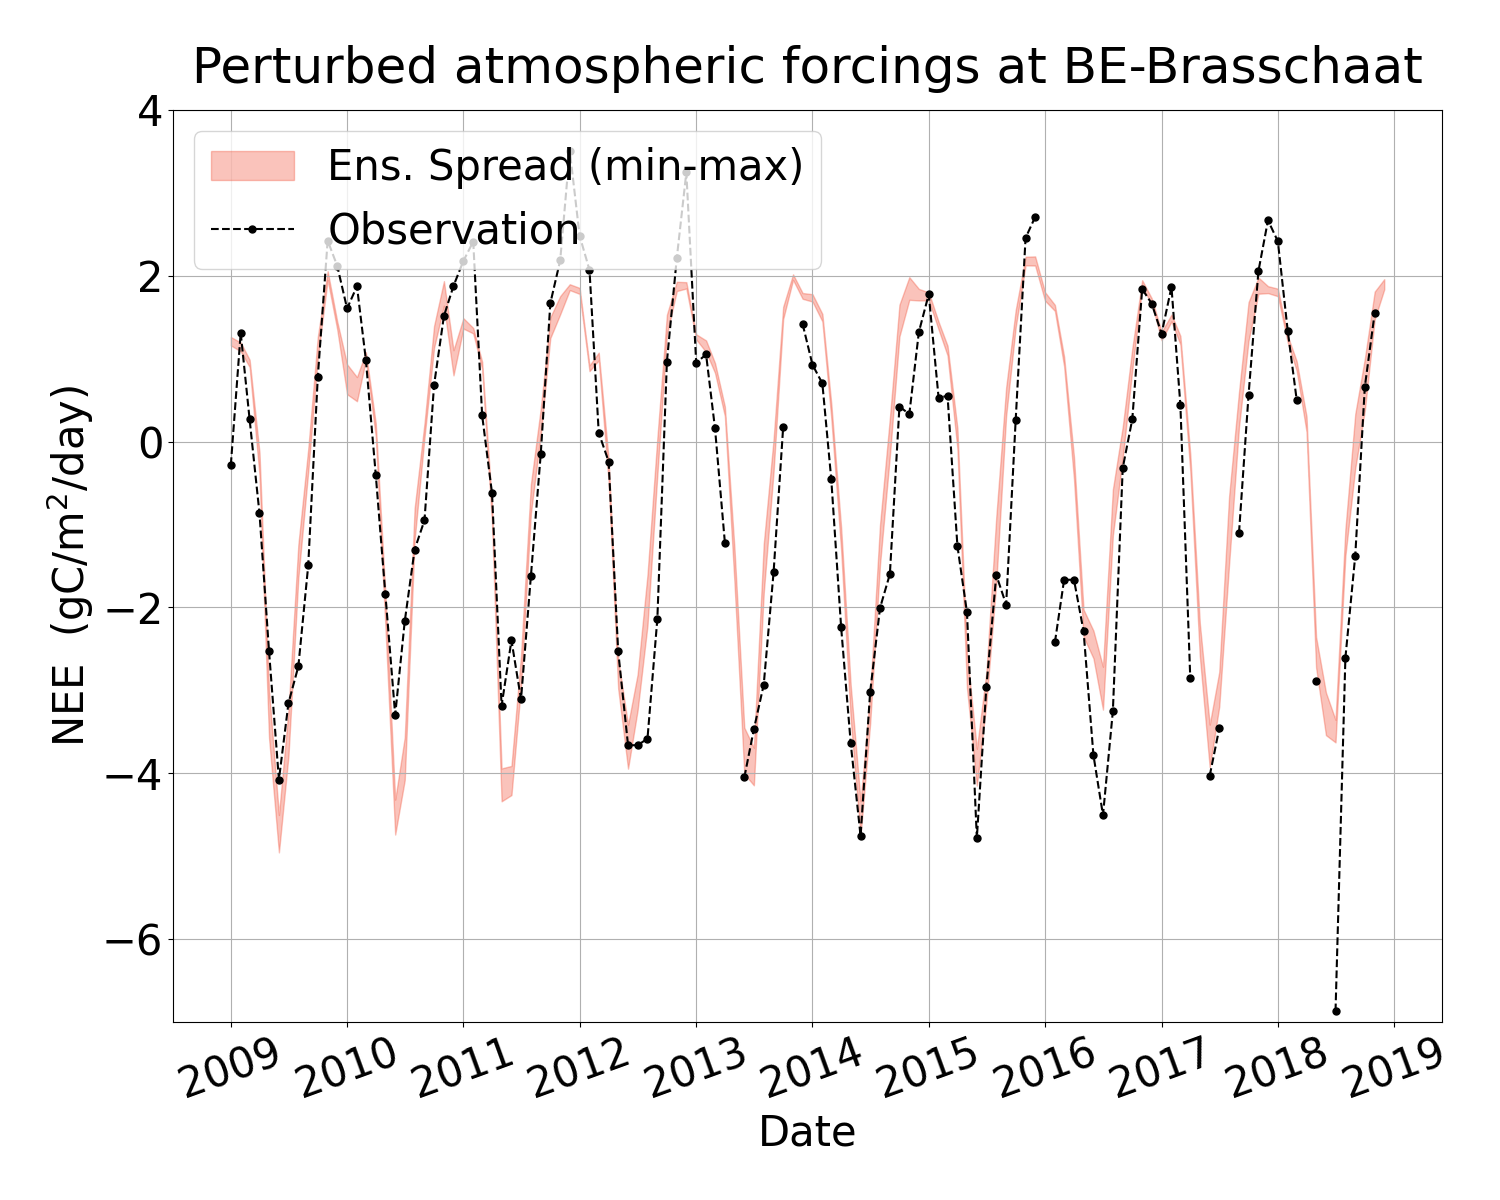 Perturbed atmospheric forcings at BE-Brasschaat
Ens. Spread (min-max)
Observation
NEE (gC/m²/day)
4
2
0
−2
−4
−6
2009 2010 2011 2012 2013 2014 2015 2016 2017 2018 2019
Date